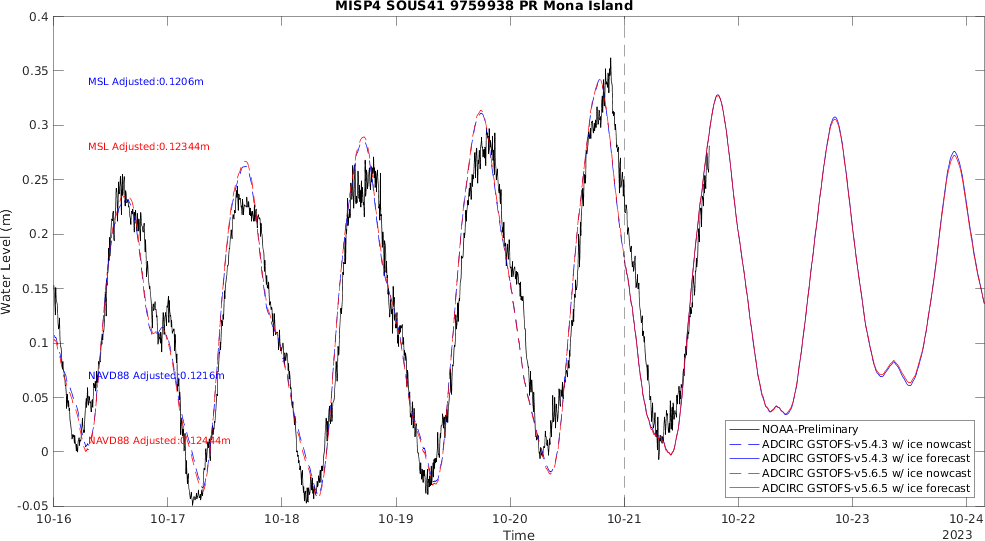 MISP4 SOUS41 9759938 PR Mona Island
0.4
0.35
0.3
0.25
0.2
0.15
0.1
0.05
0
-0.05
Water Level (m)
MSL Adjusted:0.1206m
MSL Adjusted:0.12344m
NAVD88 Adjusted:0.1216m
NAVD88 Adjusted:0.12444m
NOAA-Preliminary
ADCIRC GSTOFS-v5.4.3 w/ ice nowcast
ADCIRC GSTOFS-v5.4.3 w/ ice forecast
ADCIRC GSTOFS-v5.6.5 w/ ice nowcast
ADCIRC GSTOFS-v5.6.5 w/ ice forecast
10-16 10-17 10-18 10-19 10-20 10-21 10-22 10-23 10-24
Time
2023